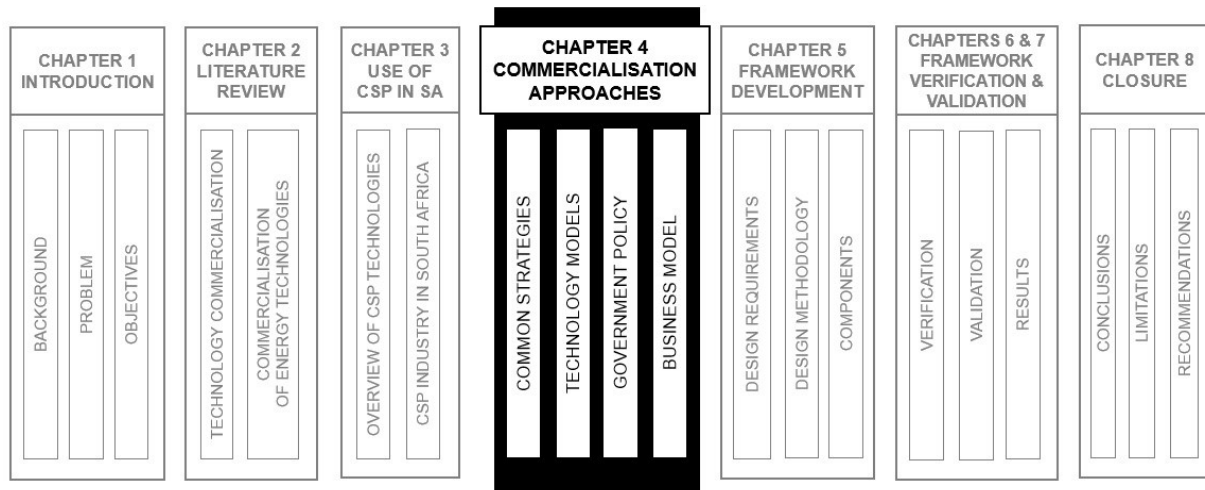 CHAPTER 1
INTRODUCTION
BACKGROUND
PROBLEM
OBJECTIVES
CHAPTER 2
LITERATURE
REVIEW
TECHNOLOGY COMMERCIALISATION
COMMERCIALISATION
OF ENERGY TECHNOLOGIES
CHAPTER 3
USE OF
CSP IN SA
OVERVIEW OF CSP TECHNOLOGIES
CSP INDUSTRY IN SOUTH AFRICA
CHAPTER 4
COMMERCIALISATION
APPROACHES
COMMON STRATEGIES
TECHNOLOGY MODELS
GOVERNMENT POLICY
BUSINESS MODEL
CHAPTER 5
FRAMEWORK
DEVELOPMENT
DESIGN REQUIREMENTS
DESIGN METHODOLOGY
COMPONENTS
CHAPTERS 6 & 7
FRAMEWORK
VERIFICATION &
VALIDATION
VERIFICATION
VALIDATION
RESULTS
CHAPTER 8
CLOSURE
CONCLUSIONS
LIMITATIONS
RECOMMENDATIONS